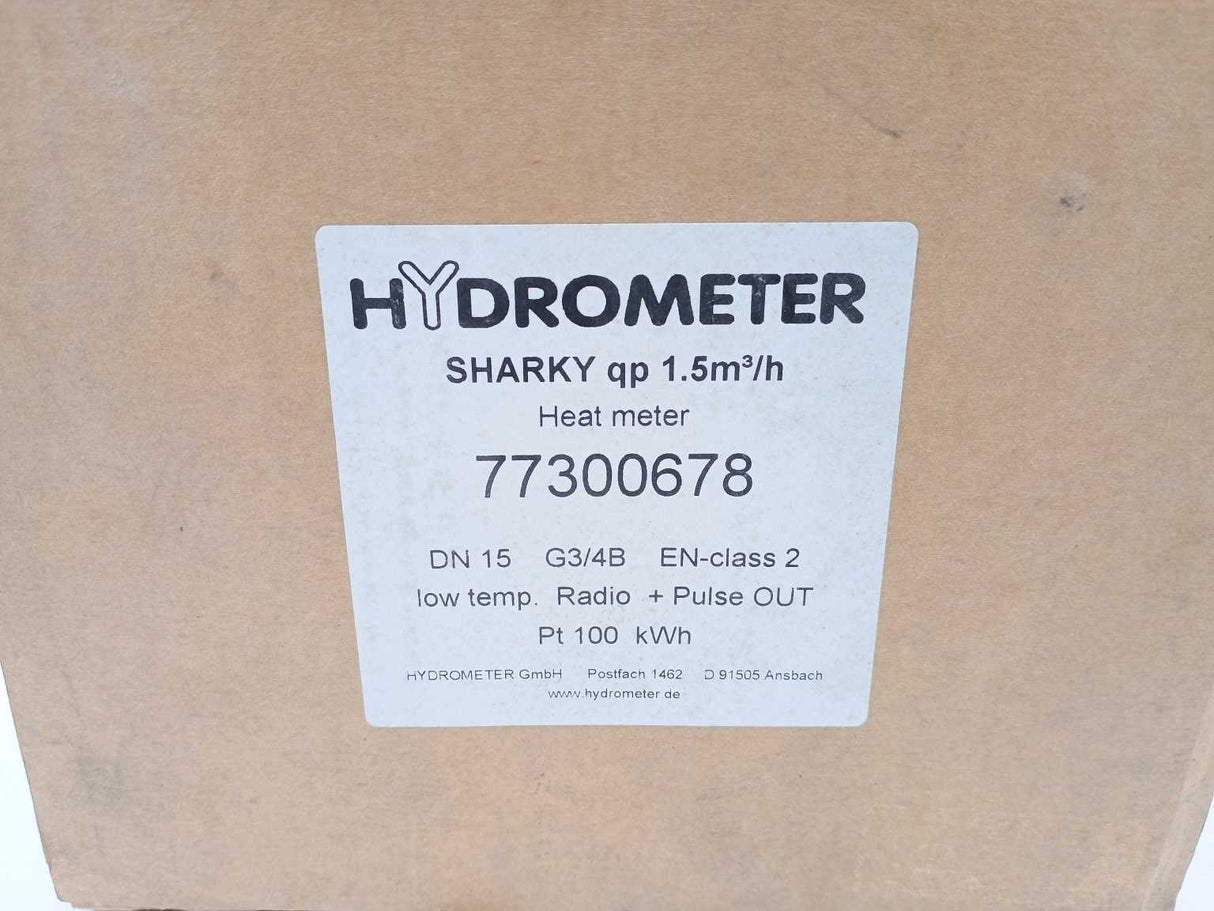 HYDROMETER
SHARKY qp 1.5m³/h
Heat meter
77300678
DN 15 G3/4B EN-class 2
low temp. Radio + Pulse OUT
Pt 100 kWh
HYDROMETER GmbH Postfach 1462 D 91505 Ansbach
www.hydrometer.de